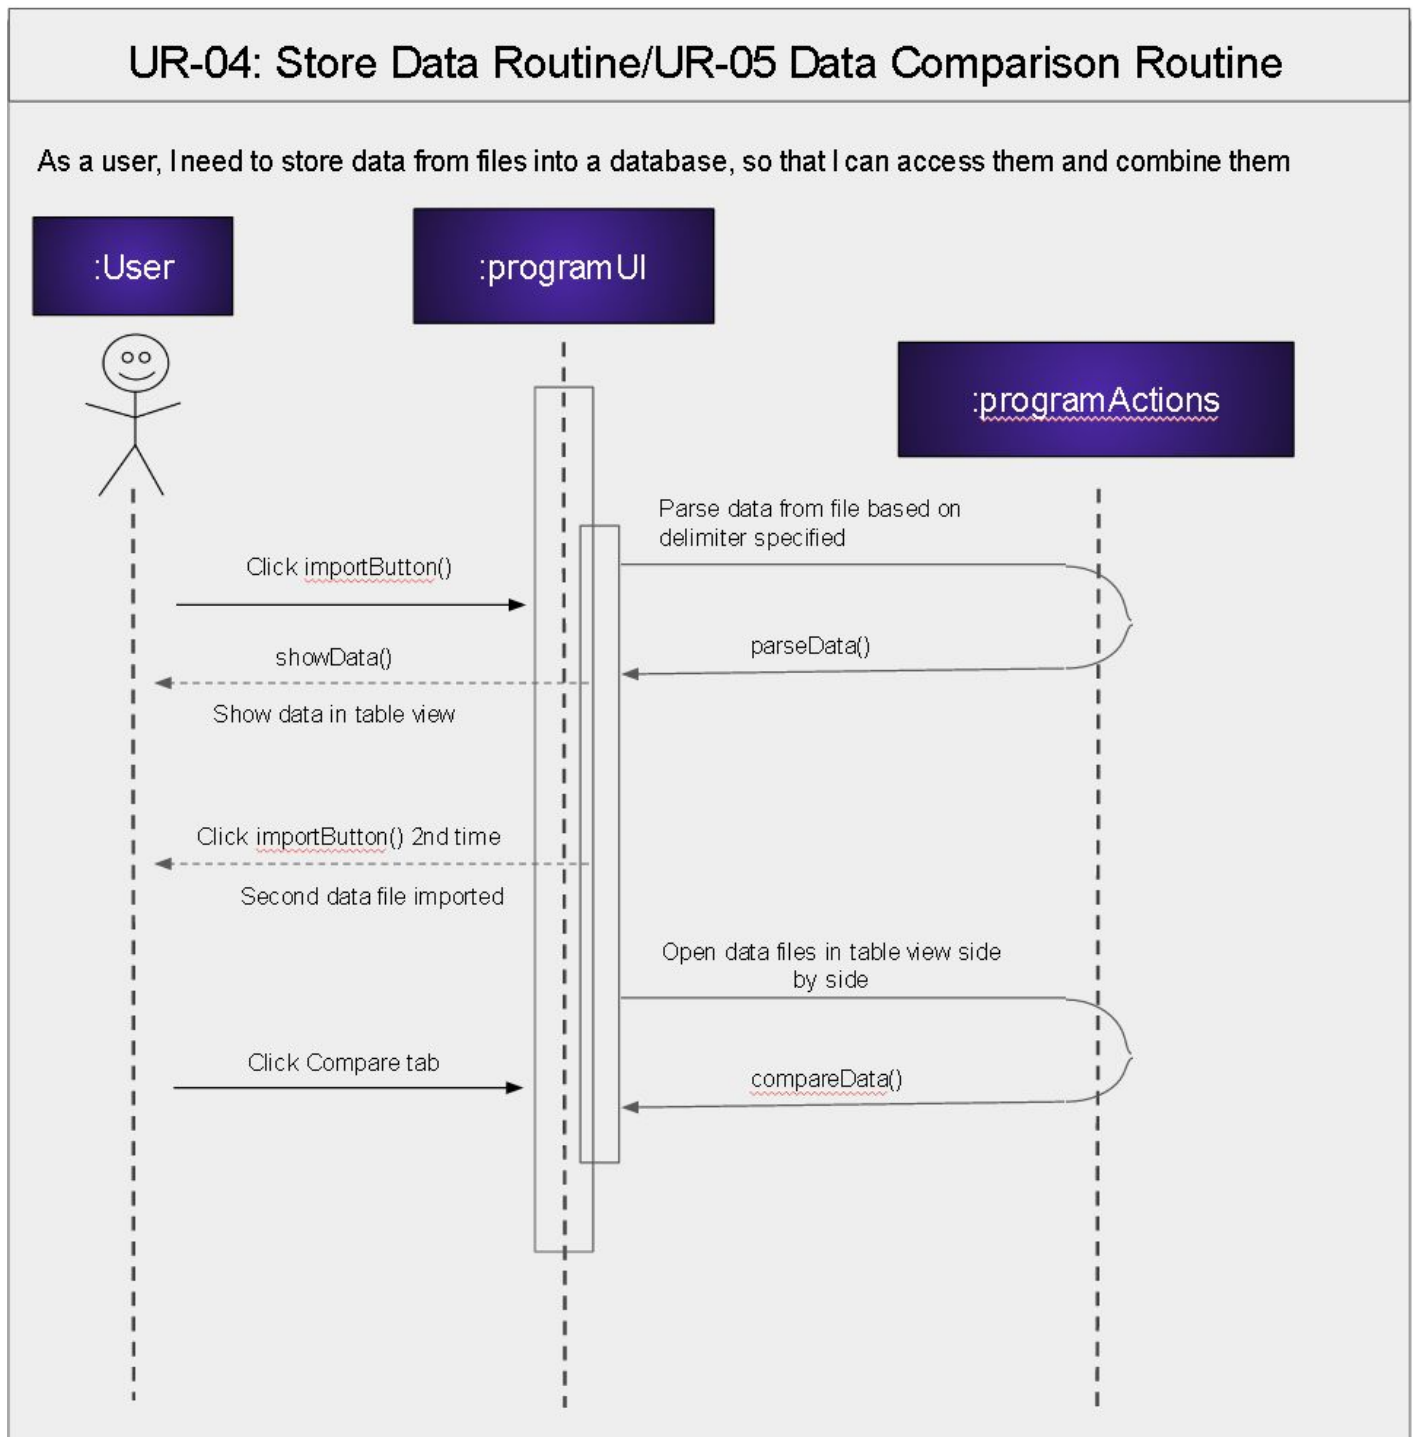 UR-04: Store Data Routine/UR-05 Data Comparison Routine
As a user, I need to store data from files into a database, so that I can access them and combine them
:User
:programUI
:programActions
Parse data from file based on
delimiter specified
Click importButton()
parseData()
showData()
Show data in table view
Click importButton() 2nd time
Second data file imported
Open data files in table view side
by side
Click Compare tab
compareData()